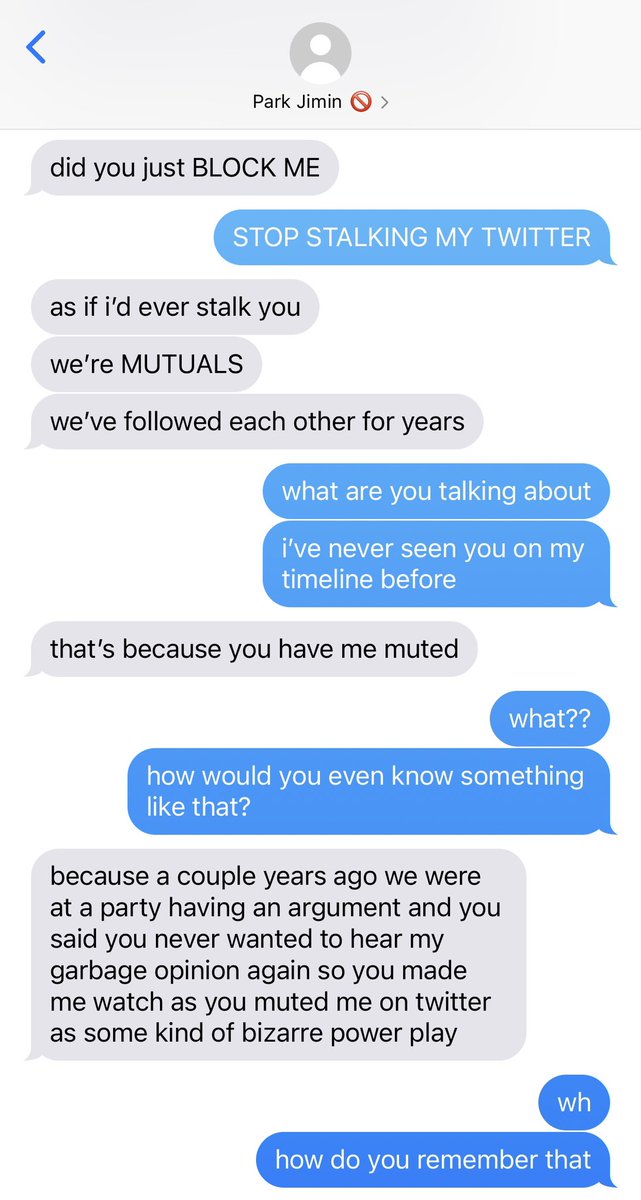 Park Jimin 🚫
did you just BLOCK ME
STOP STALKING MY TWITTER
as if i’d ever stalk you
we’re MUTUALS
we’ve followed each other for years
what are you talking about
i’ve never seen you on my
timeline before
that’s because you have me muted
what??
how would you even know something
like that?
because a couple years ago we were
at a party having an argument and you
said you never wanted to hear my
garbage opinion again so you made
me watch as you muted me on twitter
as some kind of bizarre power play
wh
how do you remember that